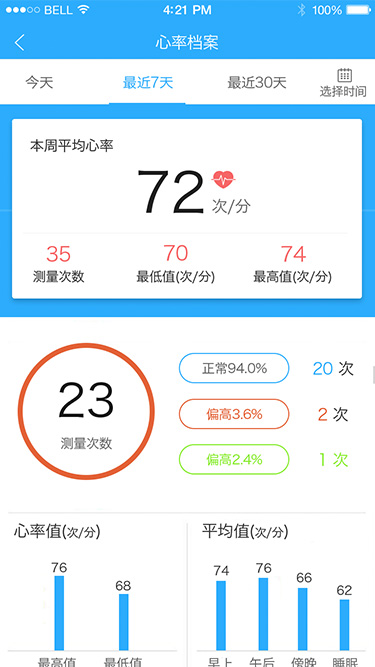 BELL 4:21 PM 100%
心率档案
今天 最近7天 最近30天 选择时间
本周平均心率
72 次/分
35 70 74
测量次数 最低值(次/分) 最高值(次/分)
23
测量次数
正常94.0% 20 次
偏高3.6% 2 次
偏高2.4% 1 次
心率值(次/分) 平均值(次/分)
76 68
74 76 66 62
最高值 最低值
早上 午后 傍晚 睡眠